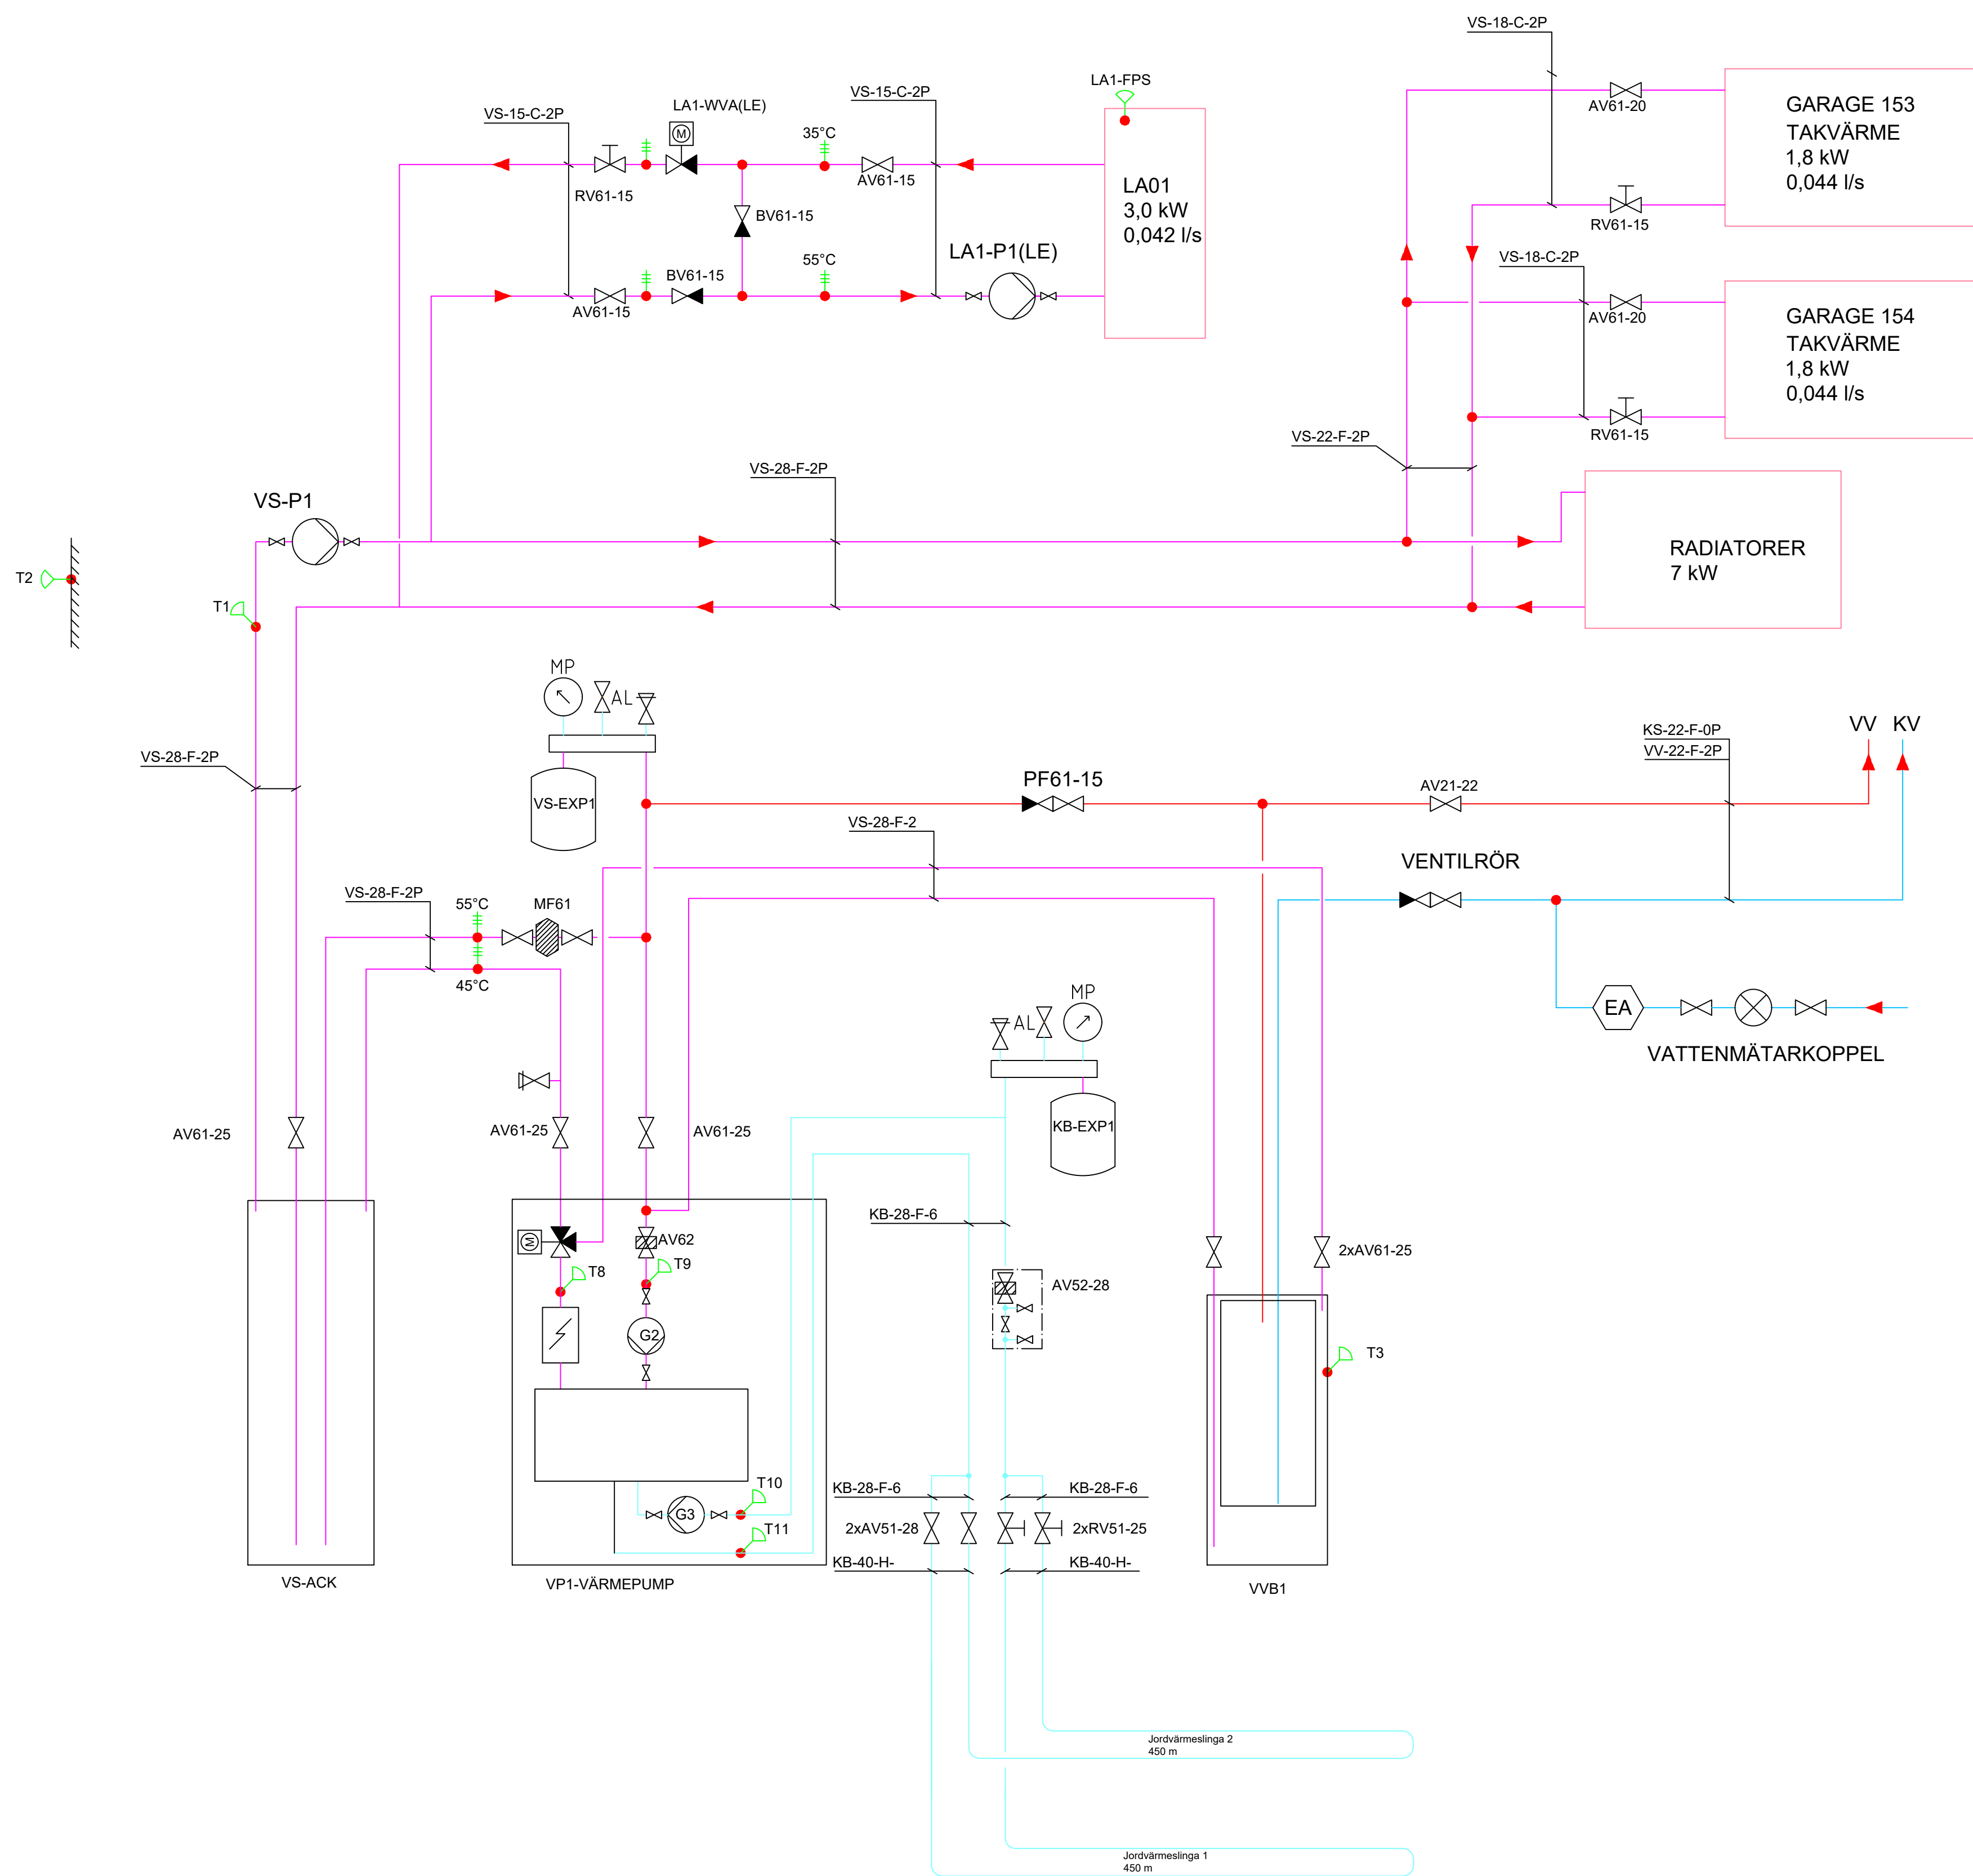 VS-18-C-2P
LA1-FPS
VS-15-C-2P
LA1-WVA(LE)
VS-15-C-2P
M
35°C
AV61-20
GARAGE 153
TAKVÄRME
1,8 kW
0,044 l/s
RV61-15
AV61-15
BV61-15
LA01
3,0 kW
0,042 l/s
RV61-15
55°C
LA1-P1(LE)
BV61-15
AV61-15
VS-18-C-2P
AV61-20
GARAGE 154
TAKVÄRME
1,8 kW
0,044 l/s
RV61-15
VS-22-F-2P
VS-28-F-2P
VS-P1
RADIATORER
7 kW
T2
T1
MP
AL
VS-28-F-2P
VS-EXP1
PF61-15
AV21-22
KS-22-F-0P
VV-22-F-2P
VV
KV
VS-28-F-2
VENTILRÖR
VS-28-F-2P
55°C
MF61
45°C
MP
AL
EA
VATTENMÄTARKOPPEL
AV61-25
AV61-25
AV61-25
KB-EXP1
KB-28-F-6
M
AV62
T8
T9
AV52-28
2xAV61-25
G2
T3
T10
G3
T11
KB-28-F-6
KB-28-F-6
2xAV51-28
2xRV51-25
KB-40-H-
KB-40-H-
VS-ACK
VP1-VÄRMEPUMP
VVB1
Jordvärmeslinga 2
450 m
Jordvärmeslinga 1
450 m